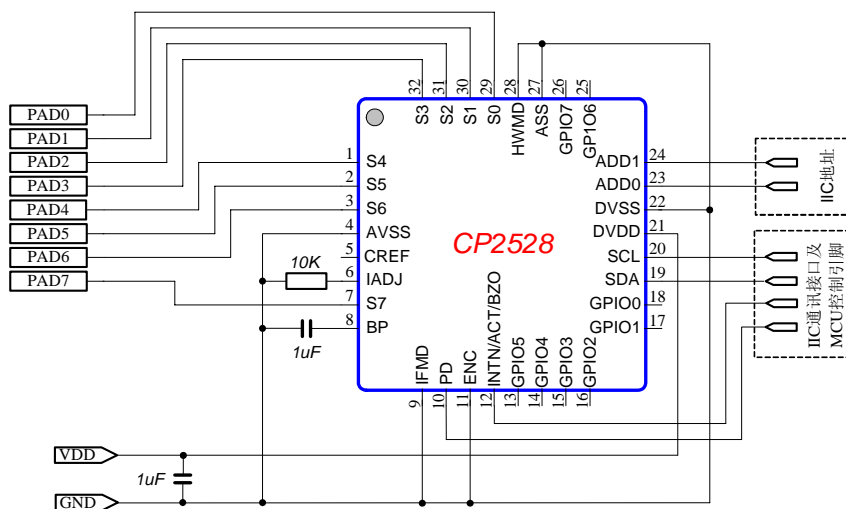 32
31
30
29
28
27
26
25
S3
S2
S1
S0
HWMD
ASS
GPIO7
GP1O6
PAD0
PAD1
PAD2
PAD3
PAD4
PAD5
PAD6
PAD7
1 S4
2 S5
3 S6
4 AVSS
5 CREF
10K
6 IADJ
7 S7
8 BP
1uF
CP2528
ADD1 24
ADD0 23
DVSS 22
DVDD 21
SCL 20
SDA 19
GPIO0 18
GPIO1 17
IIC地址
IIC通讯接口及
MCU控制引脚
IFMD
PD
ENC
INTN/ACT/BZO
GPIO5
GPIO4
GPIO3
GPIO2
9
10
11
12
13
14
15
16
VDD
1uF
GND